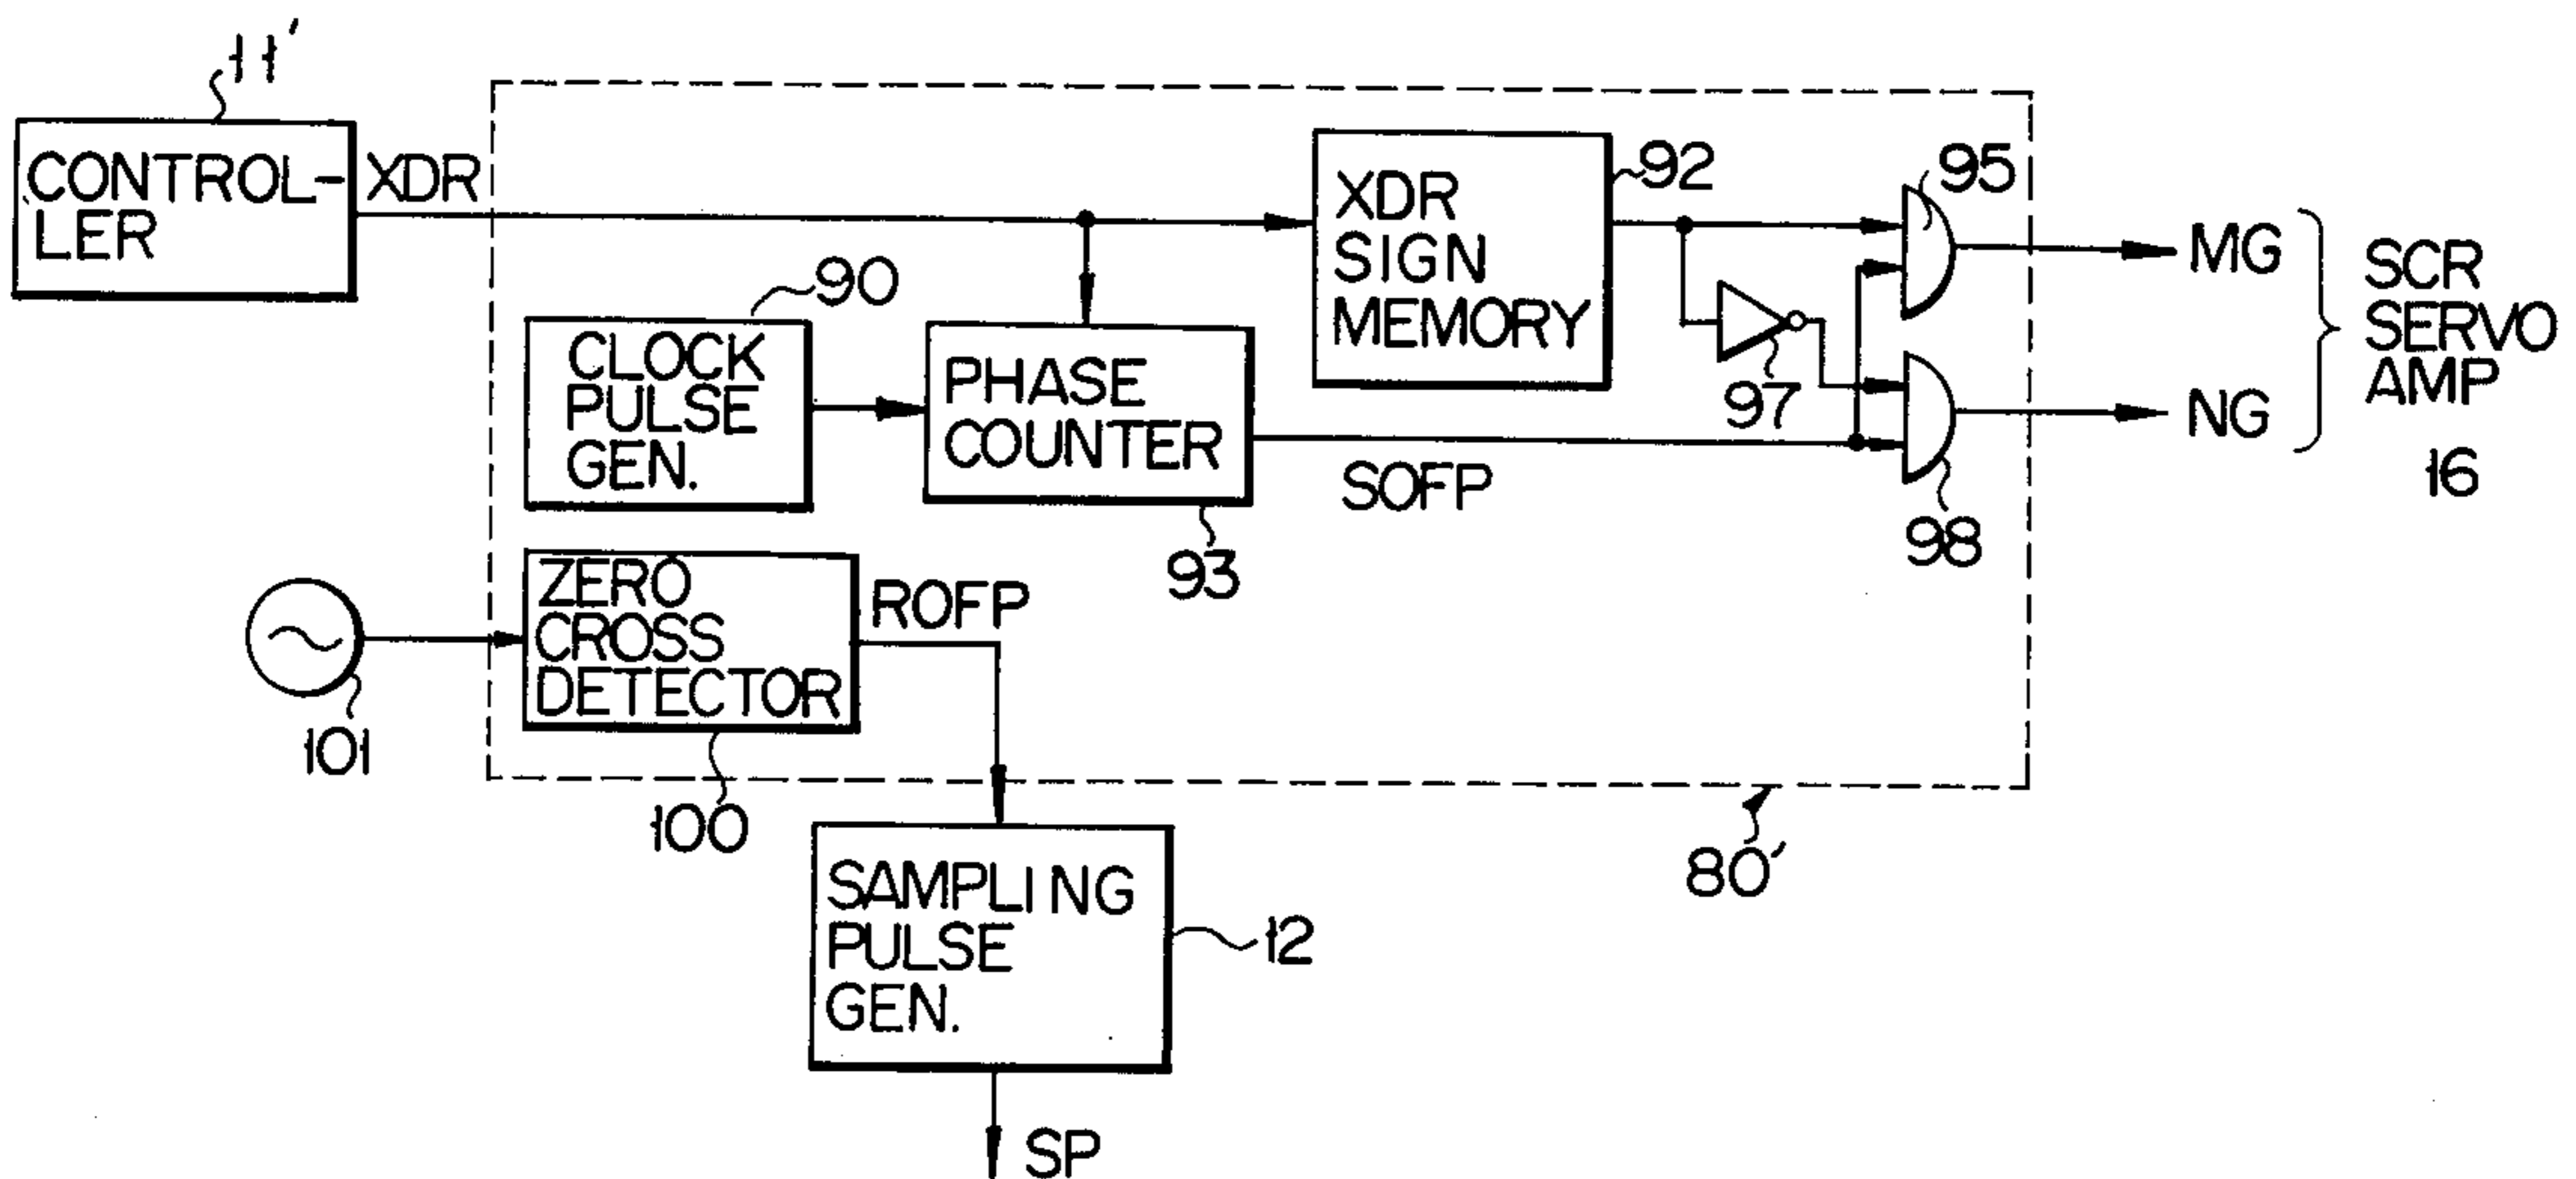 11'
CONTROL-
LER
XDR
XDR
SIGN
MEMORY
92
95
MG
SCR
SERVO
AMP
16
90
CLOCK
PULSE
GEN.
PHASE
COUNTER
97
NG
SOFP
93
98
ZERO
CROSS
DETECTOR
ROFP
101
100
80'
SAMPLING
PULSE
GEN.
12
SP